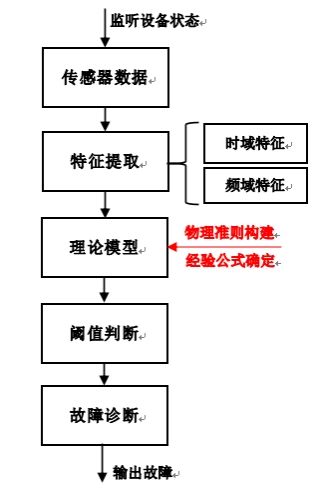 监听设备状态
传感器数据
特征提取
时域特征
频域特征
理论模型
物理准则构建
经验公式确定
阈值判断
故障诊断
输出故障